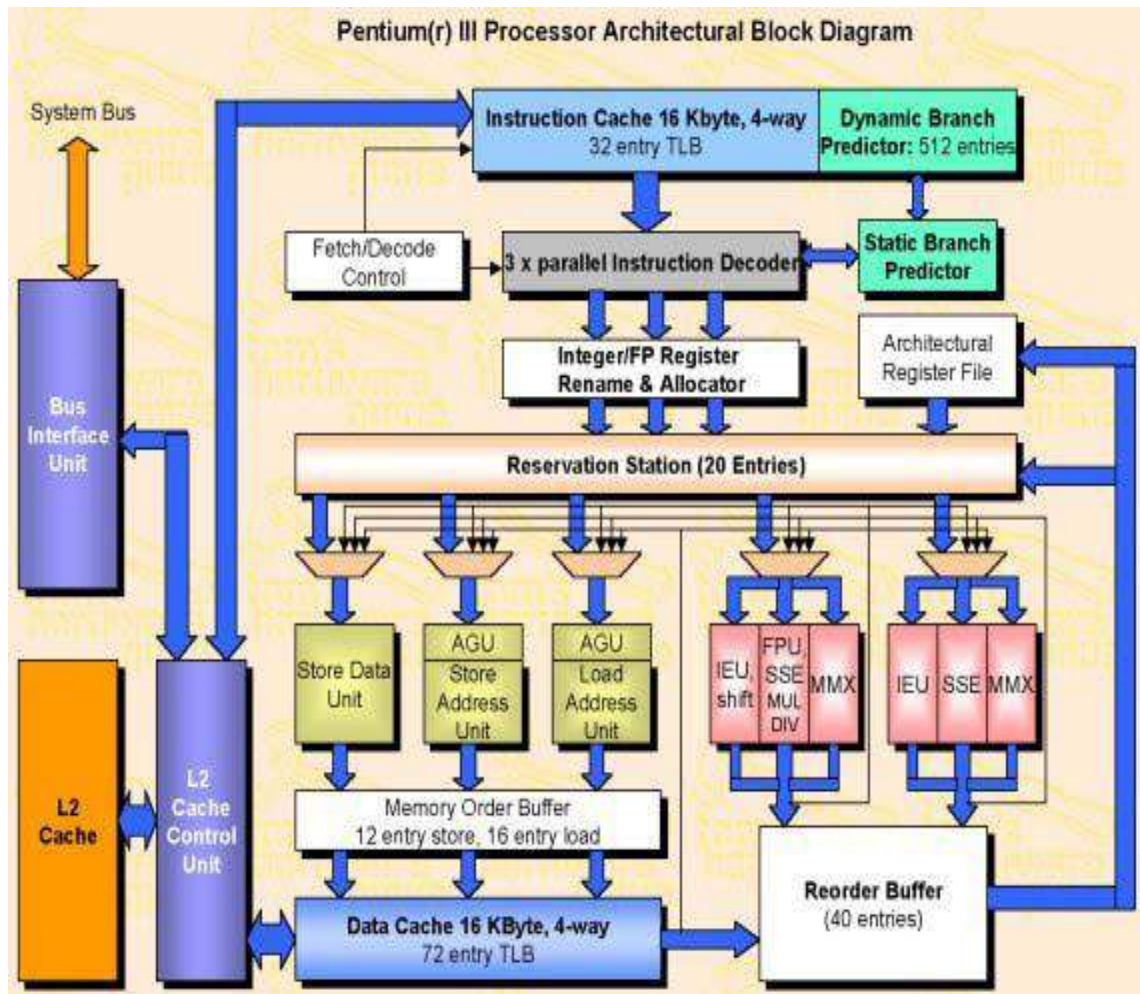 Pentium(r) III Processor Architectural Block Diagram
System Bus
Instruction Cache 16 Kbyte, 4-way
32 entry TLB
Dynamic Branch
Predictor: 512 entries
Fetch/Decode
Control
3 x parallel Instruction Decoder
Static Branch
Predictor
Integer/FP Register
Rename & Allocator
Architectural
Register File
Bus
Interface
Unit
Reservation Station (20 Entries)
Store Data
Unit
AGU
Store
Address
Unit
AGU
Load
Address
Unit
IEU,
shift
FPU,
SSE
MUL
DIV
MMX
IEU
SSE
MMX
L2
Cache
L2
Cache
Control
Unit
Memory Order Buffer
12 entry store, 16 entry load
Data Cache 16 KByte, 4-way
72 entry TLB
Reorder Buffer
(40 entries)